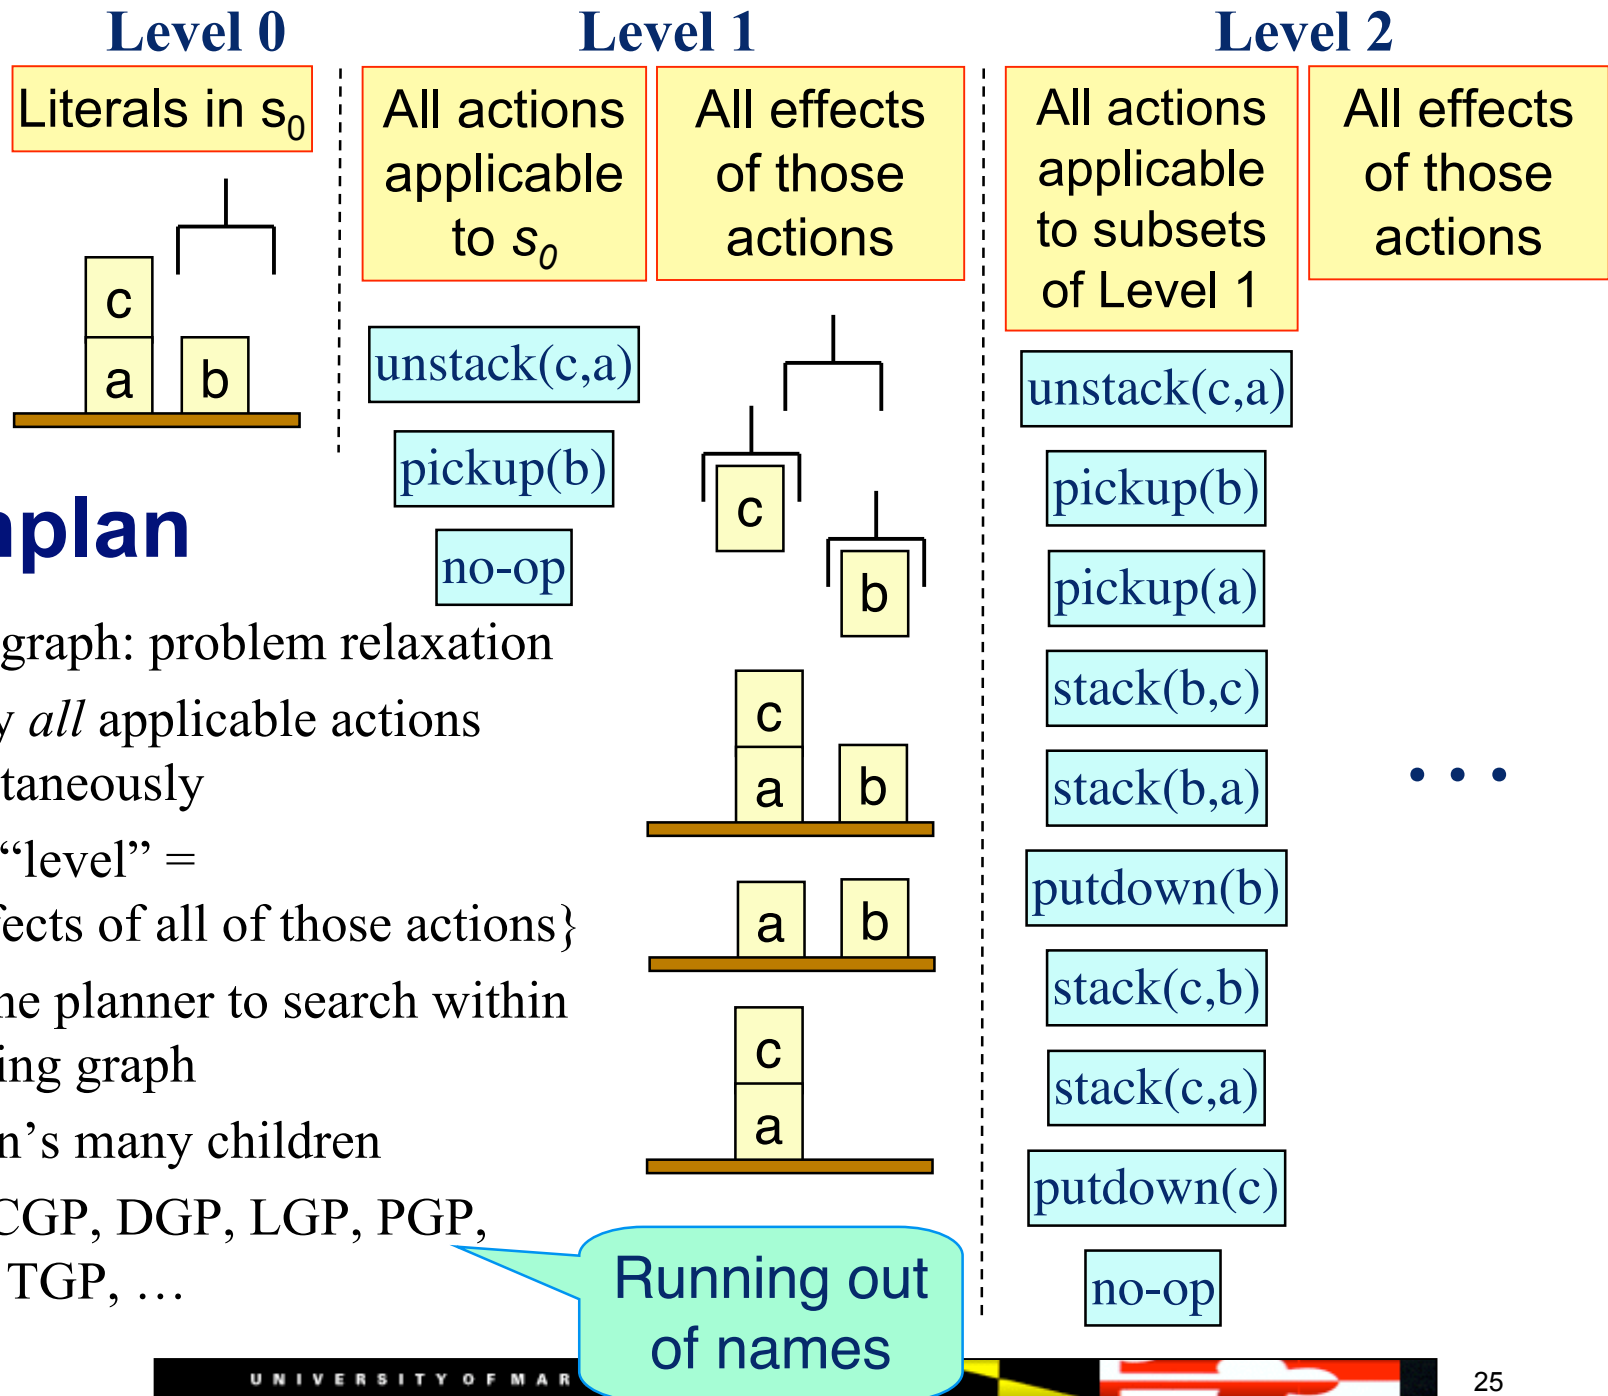 Level 0
Level 1
Level 2
Literals in s0
All actions
applicable
to s0
All effects
of those
actions
All actions
applicable
to subsets
of Level 1
All effects
of those
actions
c
a b
unstack(c,a)
pickup(b)
no-op
c
b
c
a b
a b
c
a
unstack(c,a)
pickup(b)
pickup(a)
stack(b,c)
stack(b,a)
putdown(b)
stack(c,b)
stack(c,a)
putdown(c)
no-op
• • •
nplan
graph: problem relaxation
y all applicable actions
taneously
“level” =
fects of all of those actions}
ne planner to search within
ing graph
n’s many children
CGP, DGP, LGP, PGP,
TGP, …
Running out
of names
UNIVERSITY OF MAR
25